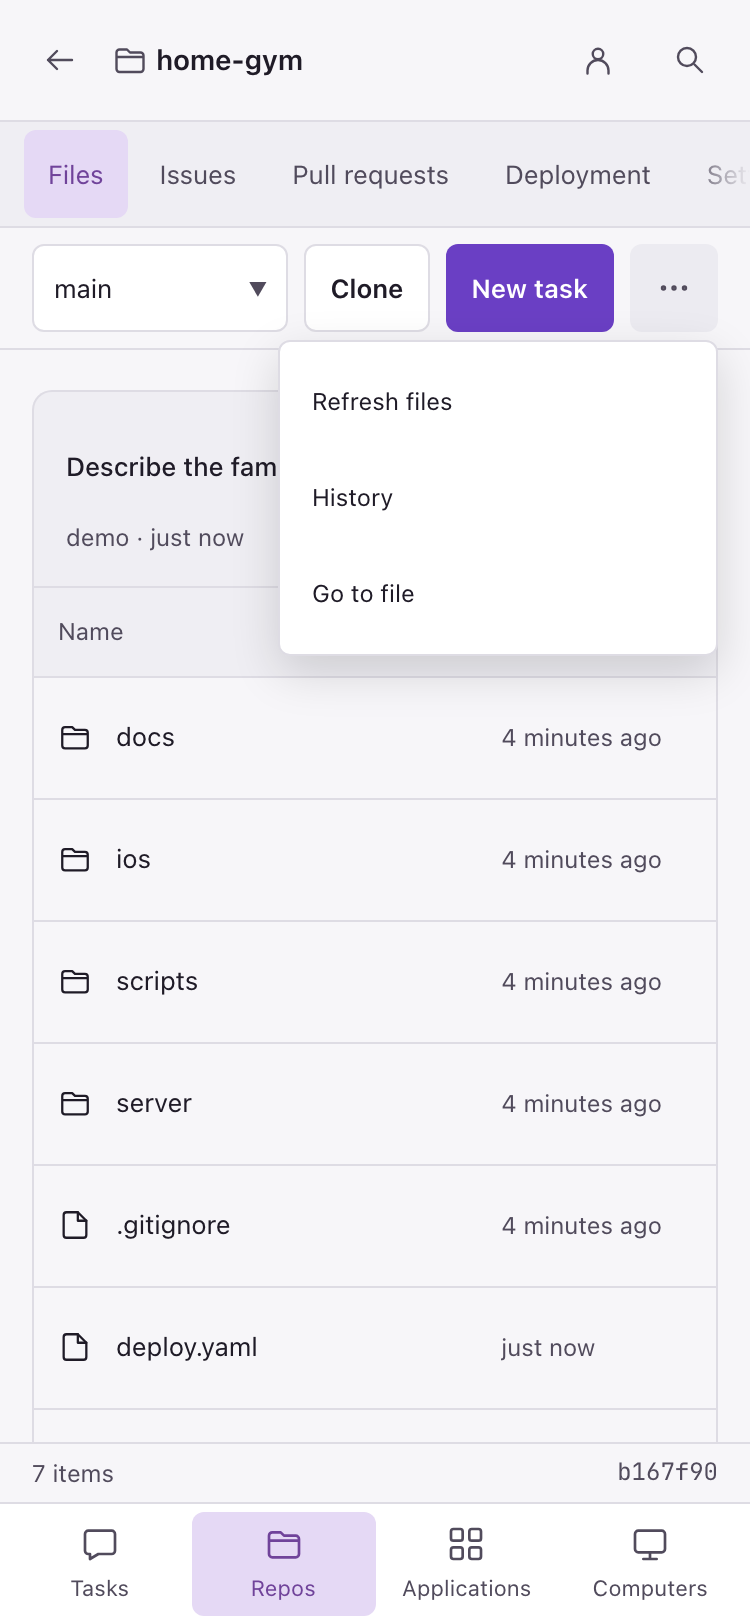 home-gym
Files Issues Pull requests Deployment Set
main Clone New task
Refresh files
History
Go to file
Describe the fam
demo · just now
Name
docs 4 minutes ago
ios 4 minutes ago
scripts 4 minutes ago
server 4 minutes ago
.gitignore 4 minutes ago
deploy.yaml just now
7 items b167f90
Tasks Repos Applications Computers